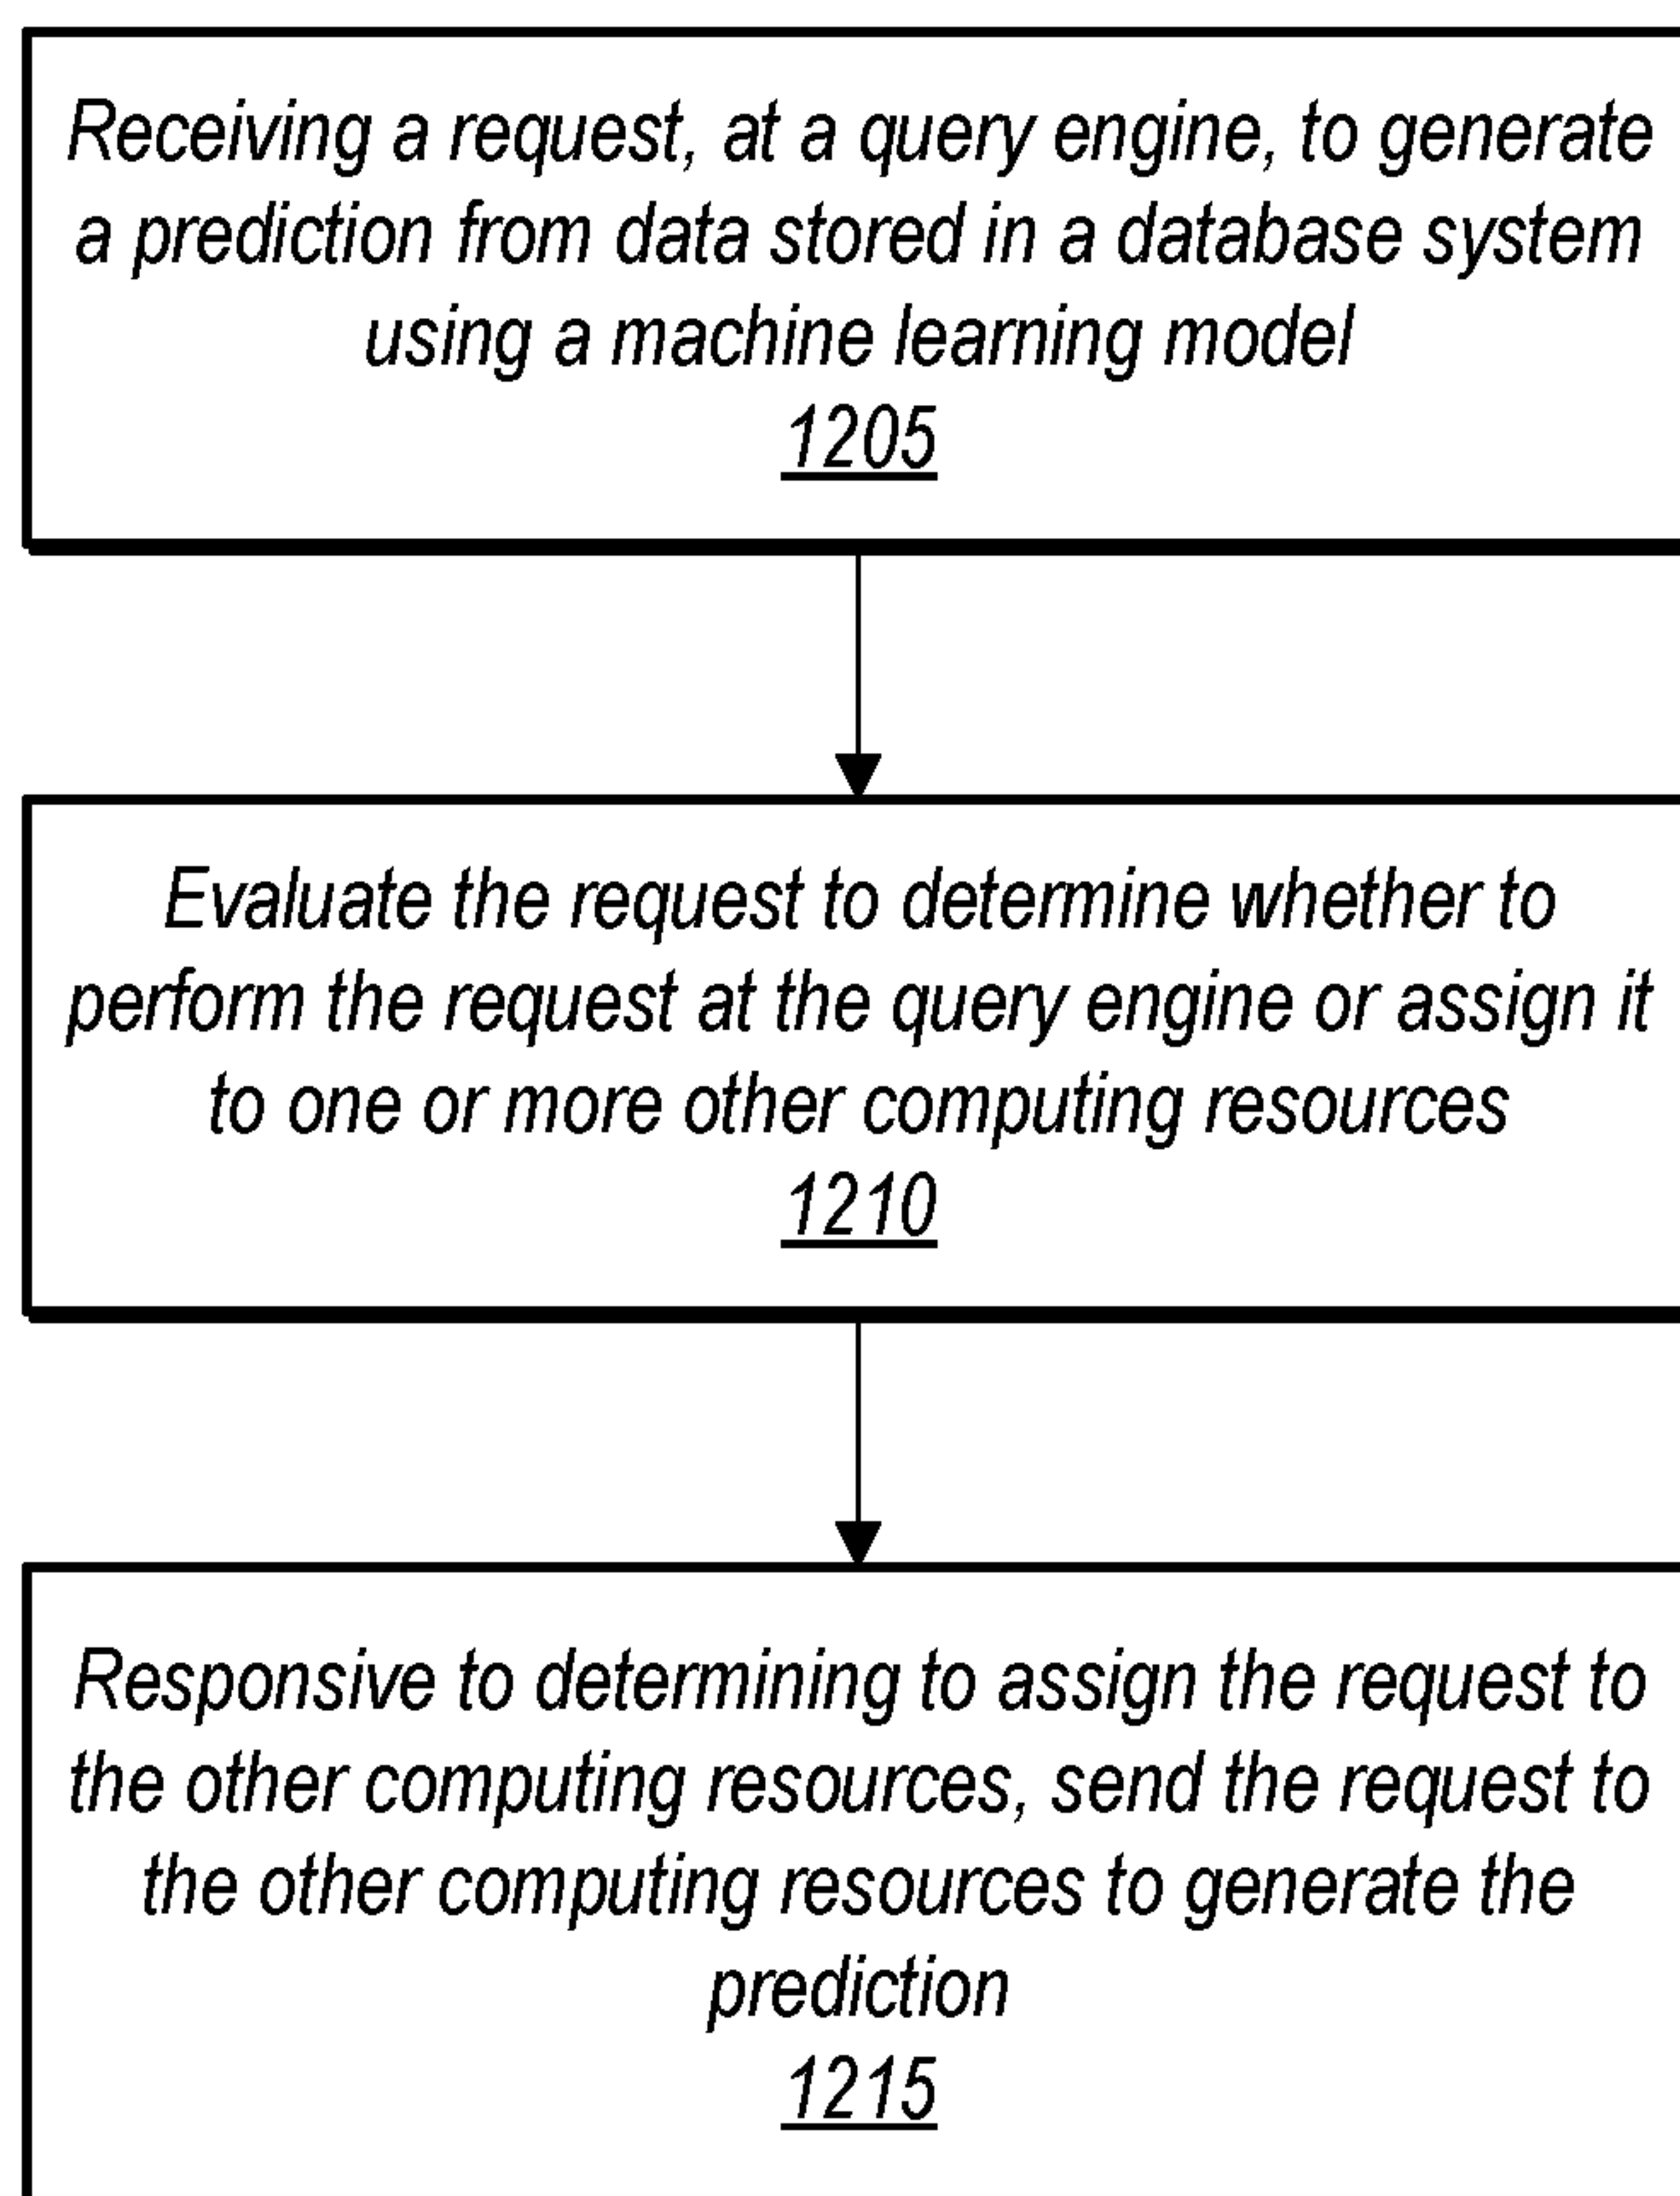 Receiving a request, at a query engine, to generate
a prediction from data stored in a database system
using a machine learning model
1205
Evaluate the request to determine whether to
perform the request at the query engine or assign it
to one or more other computing resources
1210
Responsive to determining to assign the request to
the other computing resources, send the request to
the other computing resources to generate the
prediction
1215